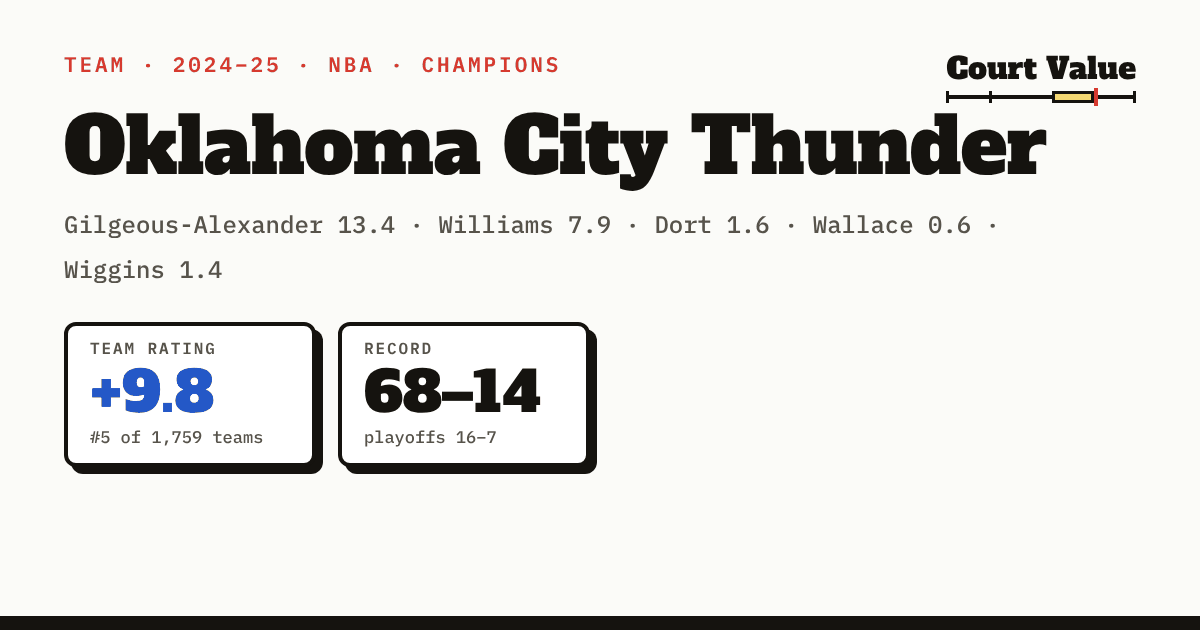 TEAM · 2024–25 · NBA · CHAMPIONS
Court Value
Oklahoma City Thunder
Gilgeous-Alexander 13.4 · Williams 7.9 · Dort 1.6 · Wallace 0.6 ·
Wiggins 1.4
TEAM RATING
+9.8
#5 of 1,759 teams
RECORD
68–14
playoffs 16–7